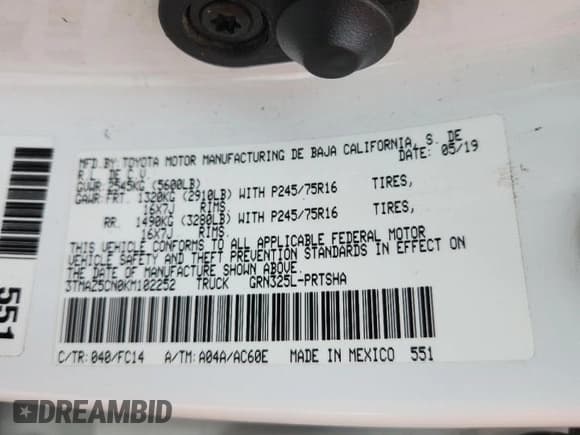 MFD.BY:TOYOTA MOTOR MANUFACTURING DE BAJA CALIFORNIA, S. DE
R.L. DE C.V. DATE: 05/19
GVWR 2545KG (5600LB)
GAWR:FRT. 1320KG (2910LB) WITH P245/75R16 TIRES,
16X7J RIMS,
RR. 1490KG (3280LB) WITH P245/75R16 TIRES,
16X7J RIMS.
THIS VEHICLE CONFORMS TO ALL APPLICABLE FEDERAL MOTOR
VEHICLE SAFETY AND THEFT PREVENTION STANDARDS IN EFFECT ON
THE DATE OF MANUFACTURE SHOWN ABOVE.
3TMAZ5CN0KM102252 TRUCK GRN325L-PRTSHA
C/TR:040/FC14 A/TM:A04A/AC60E MADE IN MEXICO 551
551
DREAMBID